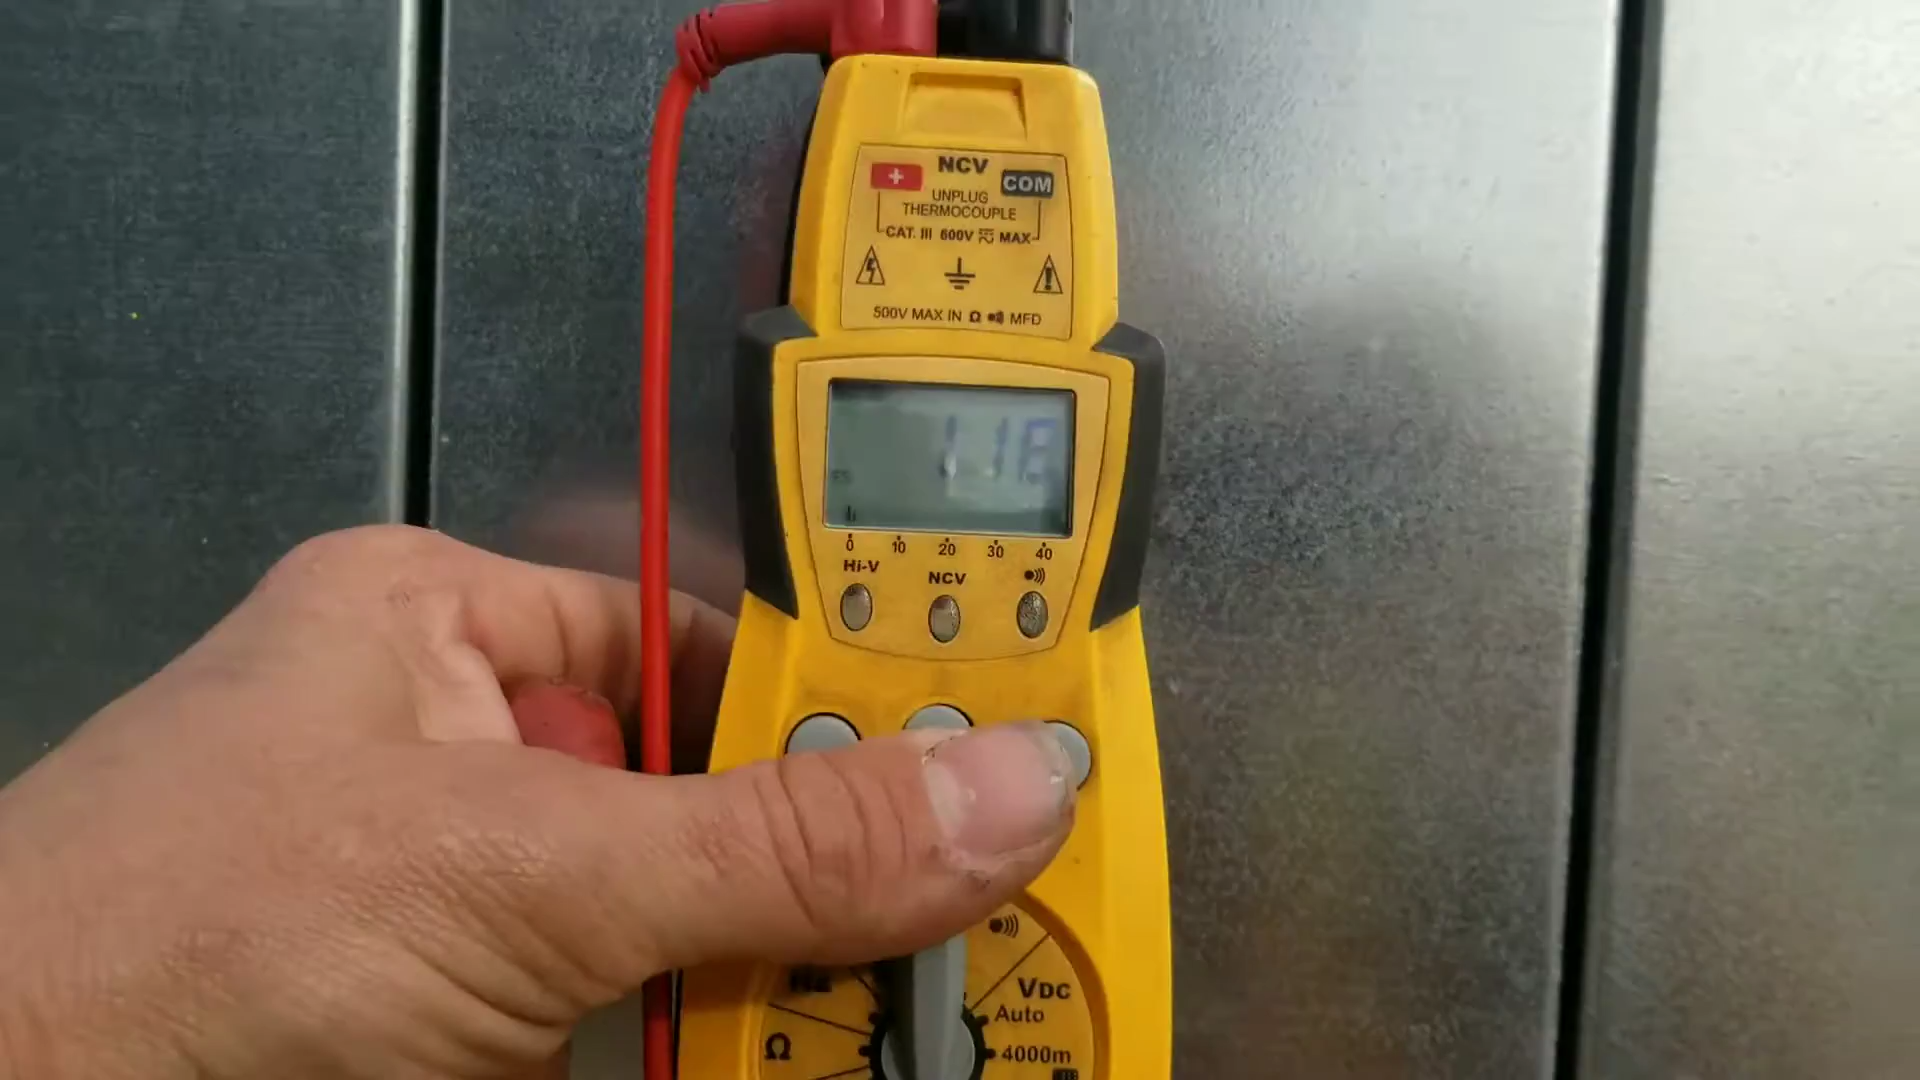 NCV
+ COM
UNPLUG
THERMOCOUPLE
CAT. III 600V MAX
500V MAX IN Ω MFD
0 10 20 30 40
Hi-V
NCV
VDC
Auto
Ω
4000m